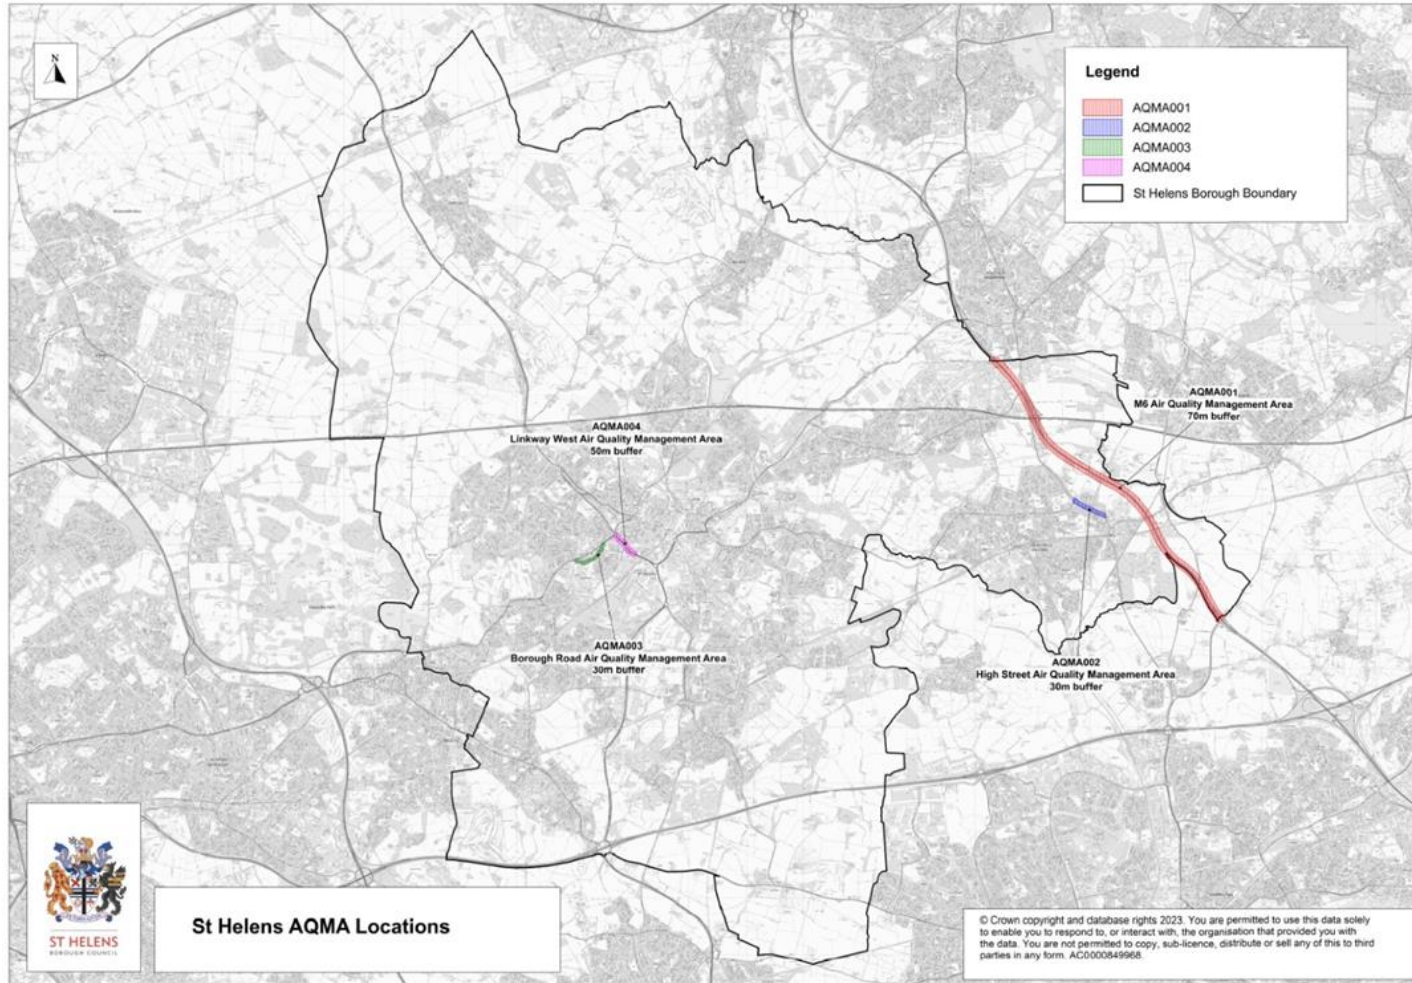 N
Legend
AQMA001
AQMA002
AQMA003
AQMA004
St Helens Borough Boundary
AQMA001
M6 Air Quality Management Area
70m buffer
AQMA004
Linkway West Air Quality Management Area
50m buffer
AQMA003
Borough Road Air Quality Management Area
30m buffer
AQMA002
High Street Air Quality Management Area
30m buffer
ST HELENS
BOROUGH COUNCIL
St Helens AQMA Locations
© Crown copyright and database rights 2023. You are permitted to use this data solely
to enable you to respond to, or interact with, the organisation that provided you with
the data. You are not permitted to copy, sub-licence, distribute or sell any of this to third
parties in any form. AC0000849968.